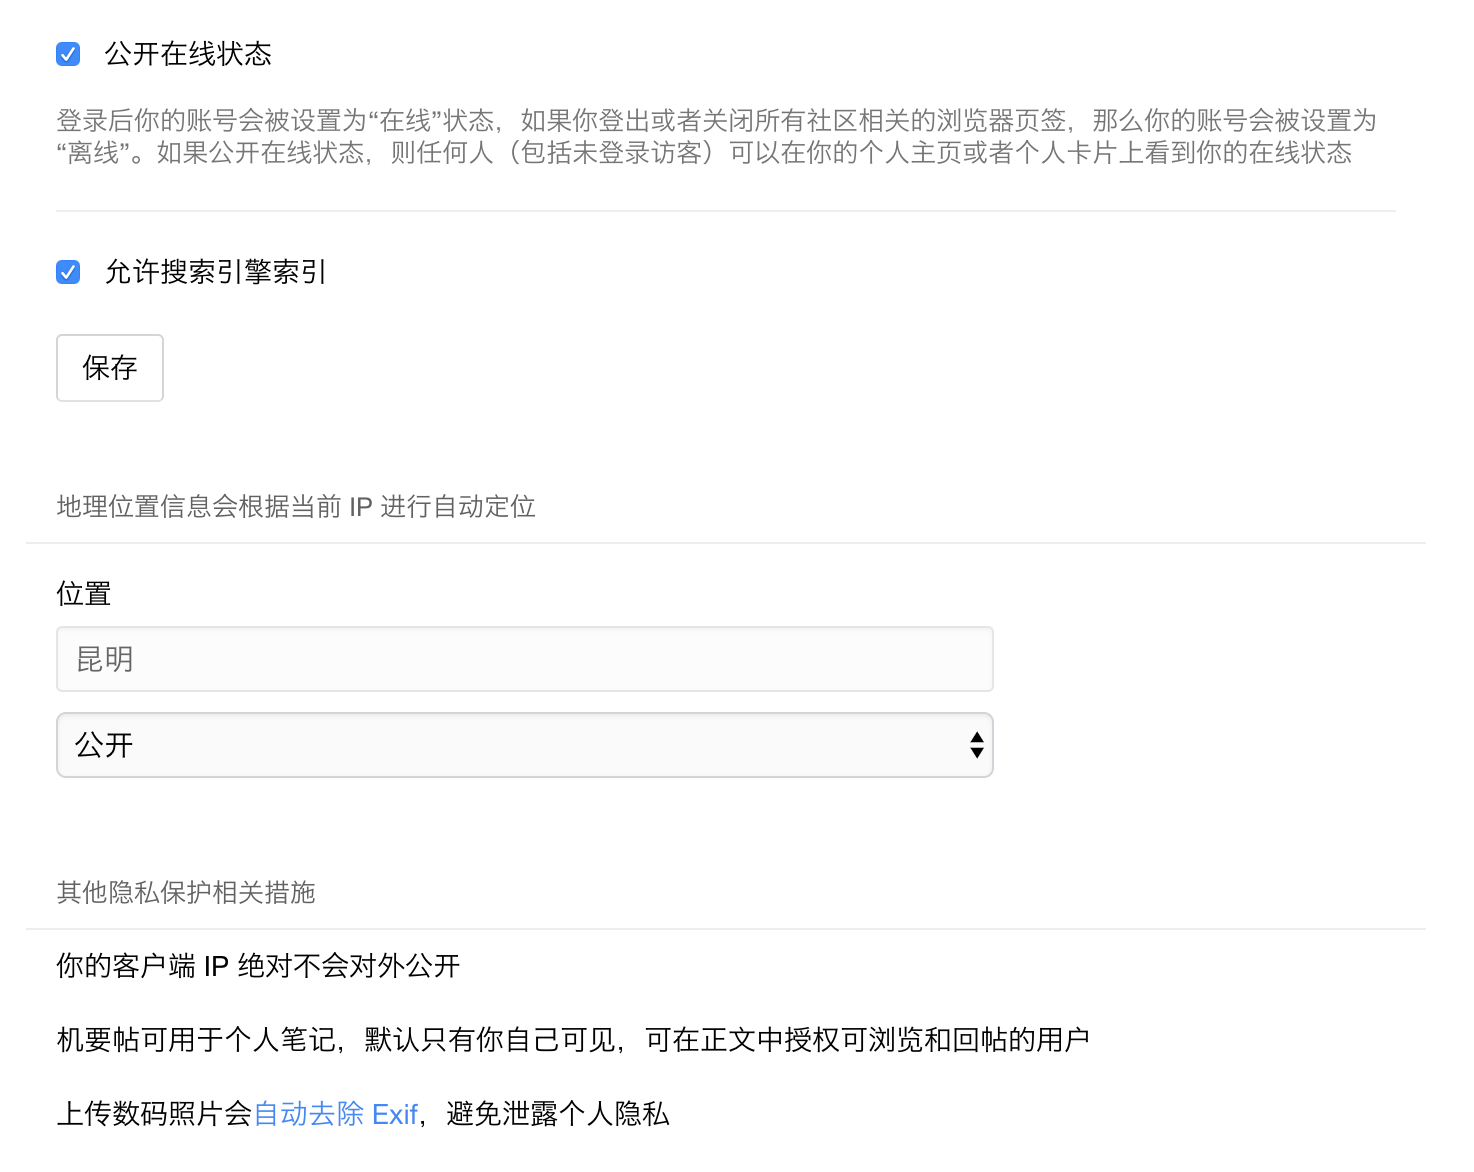 公开在线状态
登录后你的账号会被设置为“在线”状态，如果你登出或者关闭所有社区相关的浏览器页签，那么你的账号会被设置为
“离线”。如果公开在线状态，则任何人（包括未登录访客）可以在你的个人主页或者个人卡片上看到你的在线状态
允许搜索引擎索引
保存
地理位置信息会根据当前 IP 进行自动定位
位置
昆明
公开
其他隐私保护相关措施
你的客户端 IP 绝对不会对外公开
机要帖可用于个人笔记，默认只有你自己可见，可在正文中授权可浏览和回帖的用户
上传数码照片会自动去除 Exif，避免泄露个人隐私